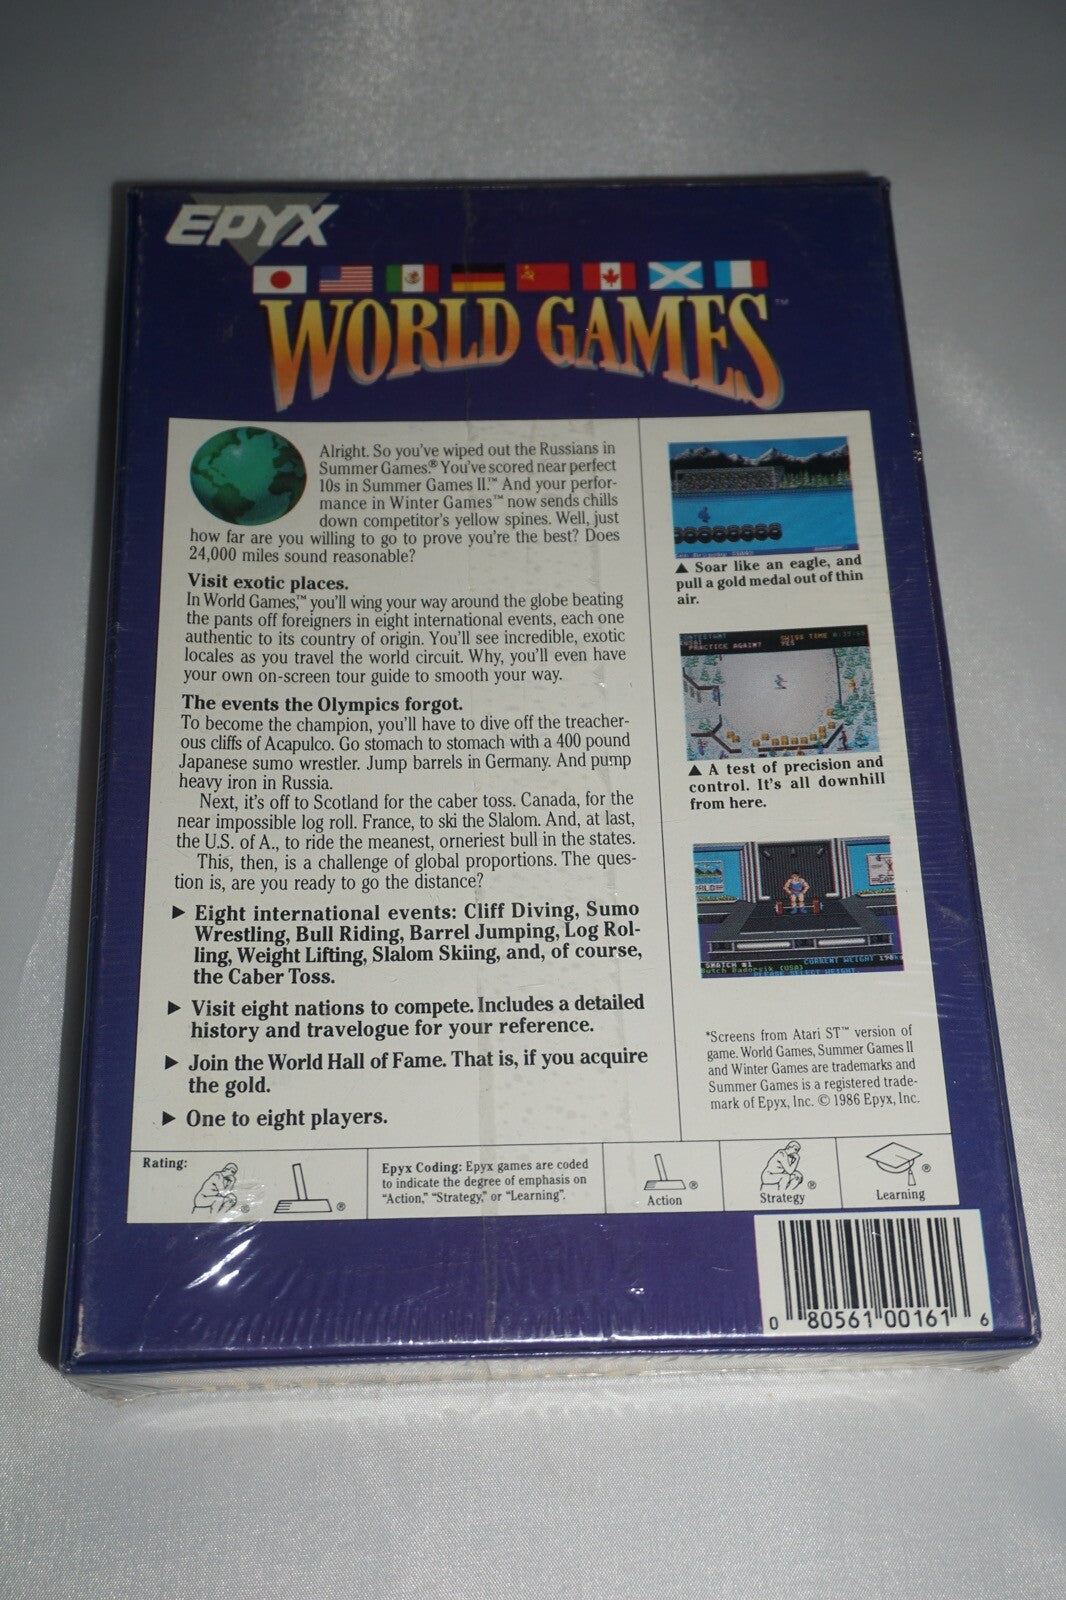 EPYX
WORLD GAMES™
Alright. So you've wiped out the Russians in
Summer Games.® You've scored near perfect
10s in Summer Games II.™ And your perfor-
mance in Winter Games™ now sends chills
down competitor's yellow spines. Well, just
how far are you willing to go to prove you're the best? Does
24,000 miles sound reasonable?
Visit exotic places.
In World Games,™ you'll wing your way around the globe beating
the pants off foreigners in eight international events, each one
authentic to its country of origin. You'll see incredible, exotic
locales as you travel the world circuit. Why, you'll even have
your own on-screen tour guide to smooth your way.
The events the Olympics forgot.
To become the champion, you'll have to dive off the treacher-
ous cliffs of Acapulco. Go stomach to stomach with a 400 pound
Japanese sumo wrestler. Jump barrels in Germany. And pump
heavy iron in Russia.
Next, it's off to Scotland for the caber toss. Canada, for the
near impossible log roll. France, to ski the Slalom. And, at last,
the U.S. of A., to ride the meanest, orneriest bull in the states.
This, then, is a challenge of global proportions. The ques-
tion is, are you ready to go the distance?
▶ Eight international events: Cliff Diving, Sumo
Wrestling, Bull Riding, Barrel Jumping, Log Rol-
ling, Weight Lifting, Slalom Skiing, and, of course,
the Caber Toss.
▶ Visit eight nations to compete. Includes a detailed
history and travelogue for your reference.
▶ Join the World Hall of Fame. That is, if you acquire
the gold.
▶ One to eight players.
▲ Soar like an eagle, and
pull a gold medal out of thin
air.
SWISS TIME
PRACTICE AGAIN? YES
▲ A test of precision and
control. It's all downhill
from here.
SNATCH #1
CURRENT WEIGHT
PLEASE SELECT WEIGHT
*Screens from Atari ST™ version of
game. World Games, Summer Games II
and Winter Games are trademarks and
Summer Games is a registered trade-
mark of Epyx, Inc. © 1986 Epyx, Inc.
Rating:
®
®
Epyx Coding: Epyx games are coded
to indicate the degree of emphasis on
"Action," "Strategy," or "Learning".
®
Action
®
Strategy
®
Learning
0 80561 00161 6